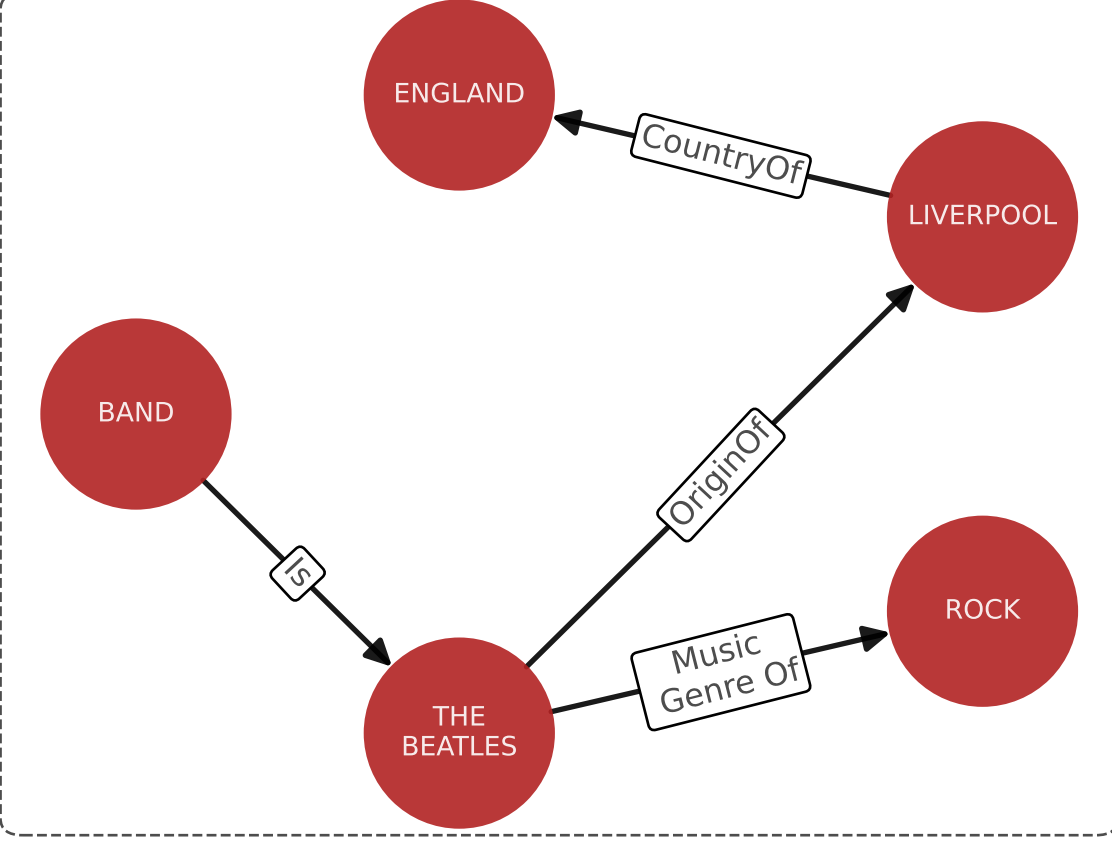 ENGLAND
CountryOf
LIVERPOOL
BAND
OriginOf
Is
ROCK
Music
Genre Of
THE
BEATLES